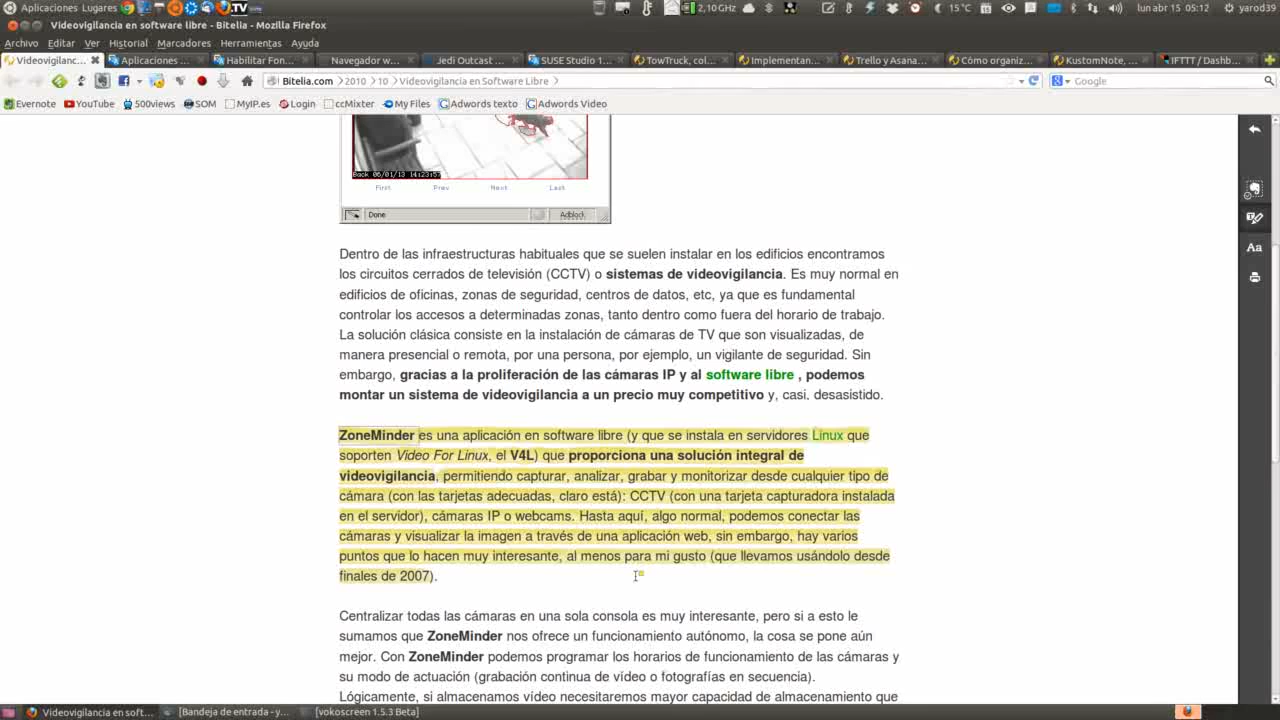 Aplicaciones Lugares
TV
2,10GHz
15 °C
ES
lun abr 15
05:12
yarod39
Videovigilancia en software libre - Bitelia - Mozilla Firefox
Archivo Editar Ver Historial Marcadores Herramientas Ayuda
Videovigilanc...
Aplicaciones ...
Habilitar Fon...
Navegador w...
Jedi Outcast ...
SUSE Studio 1...
TowTruck, col...
Implementan...
Trello y Asana...
Cómo organiz...
KustomNote, ...
IFTTT / Dashb...
Bitelia.com > 2010 > 10 > Videovigilancia en Software Libre >
Google
Evernote YouTube 500views SOM MyIP.es Login ccMixter My Files Adwords texto Adwords Video
Back 06/01/13 14:23:57
First Prev Next Last
Done Adblock
Dentro de las infraestructuras habituales que se suelen instalar en los edificios encontramos
los circuitos cerrados de televisión (CCTV) o sistemas de videovigilancia. Es muy normal en
edificios de oficinas, zonas de seguridad, centros de datos, etc, ya que es fundamental
controlar los accesos a determinadas zonas, tanto dentro como fuera del horario de trabajo.
La solución clásica consiste en la instalación de cámaras de TV que son visualizadas, de
manera presencial o remota, por una persona, por ejemplo, un vigilante de seguridad. Sin
embargo, gracias a la proliferación de las cámaras IP y al software libre , podemos
montar un sistema de videovigilancia a un precio muy competitivo y, casi, desasistido.
ZoneMinder es una aplicación en software libre (y que se instala en servidores Linux que
soporten Video For Linux, el V4L) que proporciona una solución integral de
videovigilancia, permitiendo capturar, analizar, grabar y monitorizar desde cualquier tipo de
cámara (con las tarjetas adecuadas, claro está): CCTV (con una tarjeta capturadora instalada
en el servidor), cámaras IP o webcams. Hasta aquí, algo normal, podemos conectar las
cámaras y visualizar la imagen a través de una aplicación web, sin embargo, hay varios
puntos que lo hacen muy interesante, al menos para mi gusto (que llevamos usándolo desde
finales de 2007).
Centralizar todas las cámaras en una sola consola es muy interesante, pero si a esto le
sumamos que ZoneMinder nos ofrece un funcionamiento autónomo, la cosa se pone aún
mejor. Con ZoneMinder podemos programar los horarios de funcionamiento de las cámaras y
su modo de actuación (grabación continua de vídeo o fotografías en secuencia).
Lógicamente, si almacenamos vídeo necesitaremos mayor capacidad de almacenamiento que
Aa
Videovigilancia en soft...
[Bandeja de entrada - y...
[vokoscreen 1.5.3 Beta]